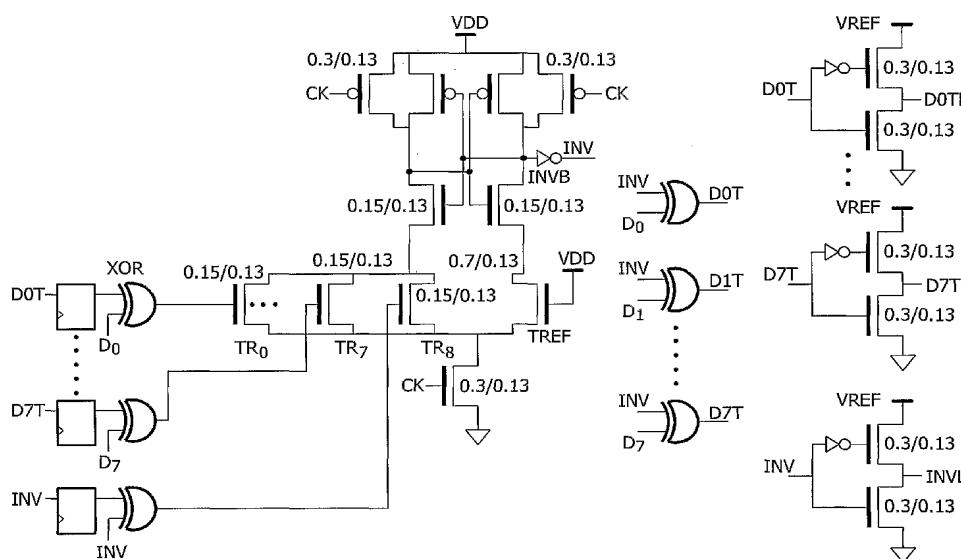 VDD
VREF
0.3/0.13
0.3/0.13
0.3/0.13
CK
CK
D0T
D0TL
0.3/0.13
INV
INVB
INV
D0T
D0
0.15/0.13
0.15/0.13
VREF
XOR
0.15/0.13
0.15/0.13
0.7/0.13
VDD
0.3/0.13
D0T
0.15/0.13
INV
D1T
D1
D7T
D7T
D0
TR0
TR7
TR8
TREF
0.3/0.13
CK
0.3/0.13
D7T
INV
D7T
D7
VREF
D7
0.3/0.13
INV
INVL
INV
0.3/0.13
INV